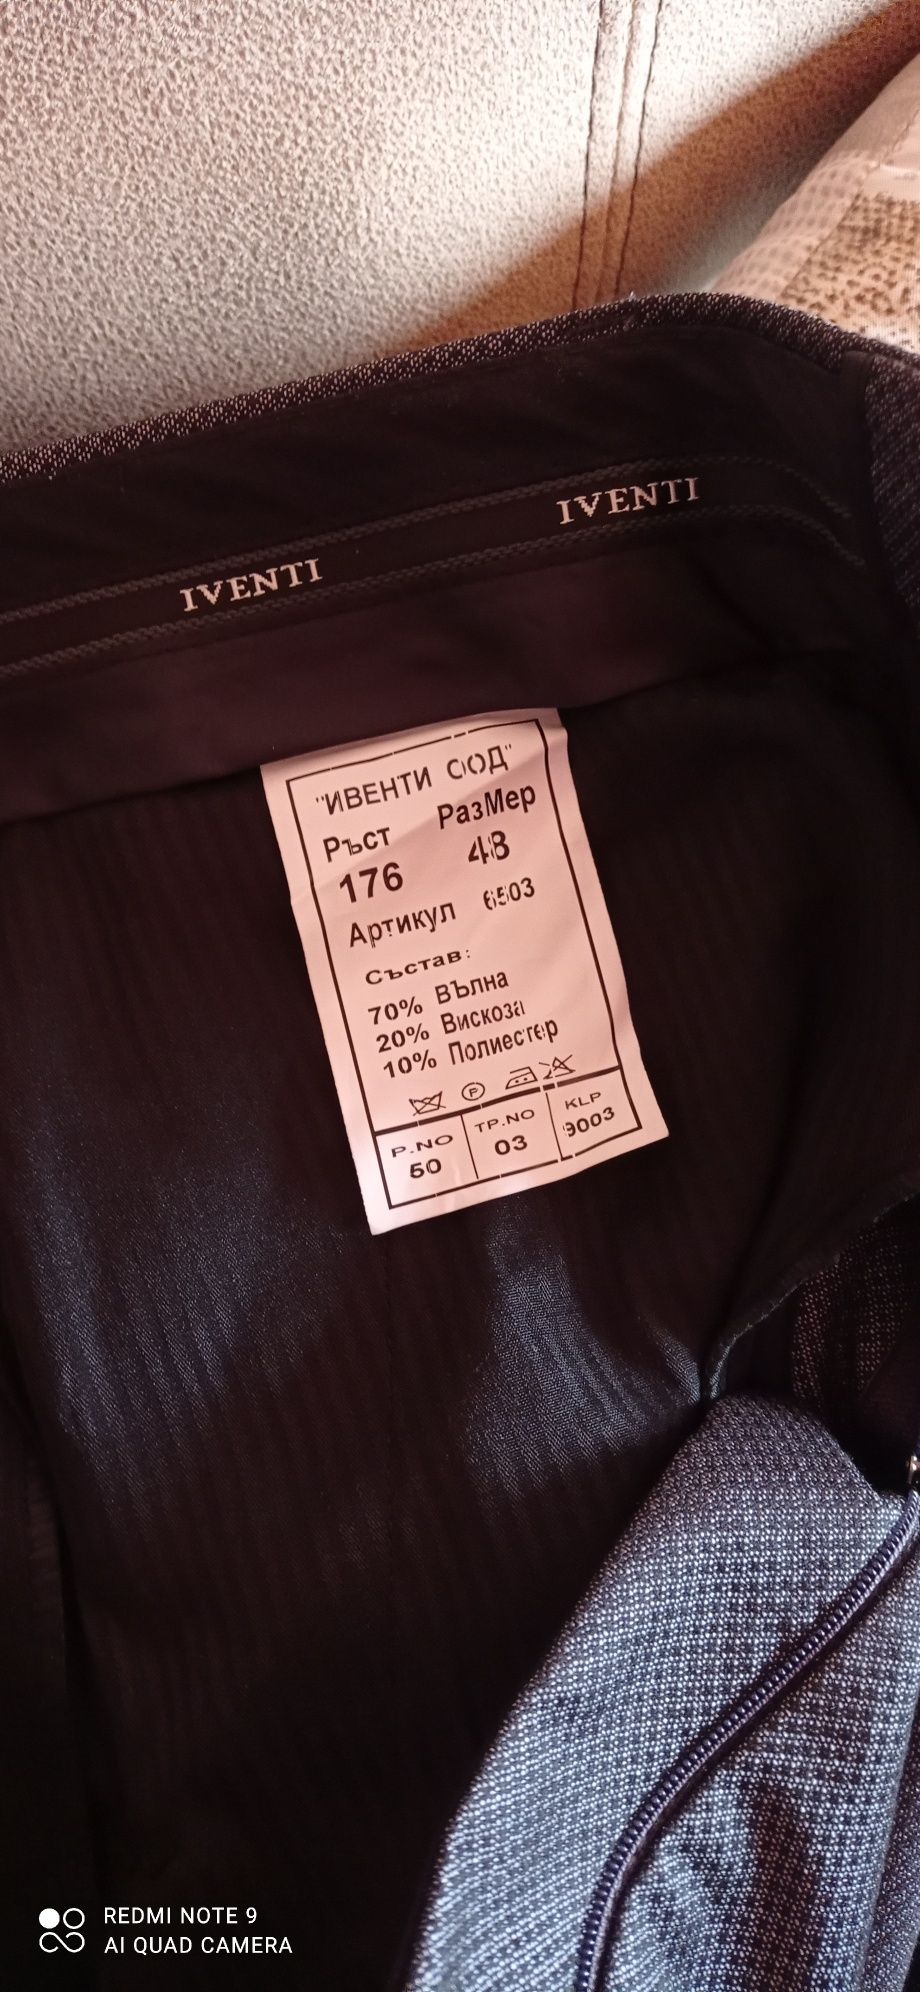 IVENTI
IVENTI
"ИВЕНТИ ООД"
Ръст РазМер
176 48
Артикул 6503
Състав:
70% Вълна
20% Вискоза
10% Полиестер
P
P.NO TP.NO KLP
50 03 9003
REDMI NOTE 9
AI QUAD CAMERA